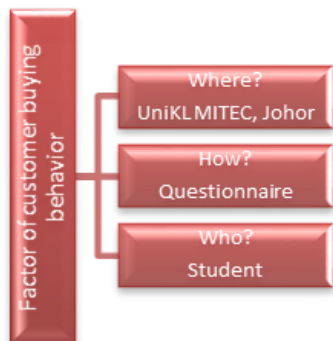 Factor of customer buying
behavior
Where?
UniKL MITEC, Johor
How?
Questionnaire
Who?
Student